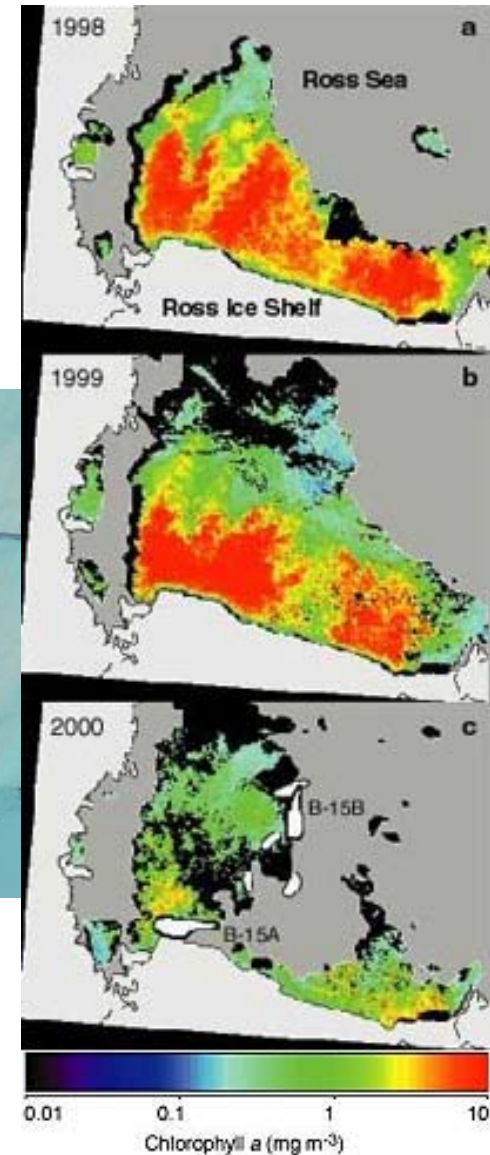 1998
a
Ross Sea
Ross Ice Shelf
1999
b
2000
c
B-15B
B-15A
0.01 0.1 1 10
Chlorophyll a (mg m-3)